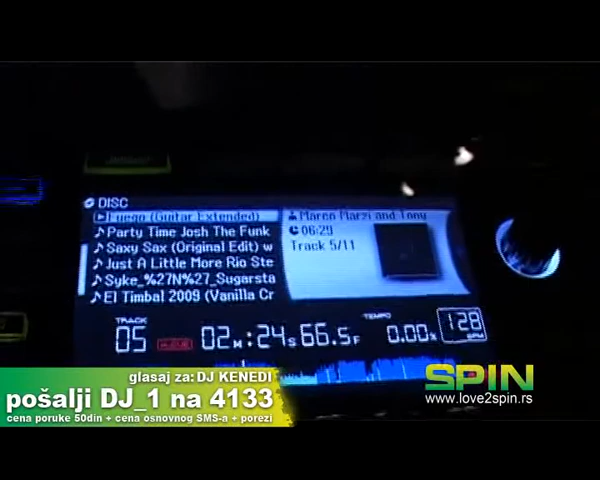 DISC
Fuego (Guitar Extended)
Marco Marzi and Tony
Party Time Josh The Funk
06:29
Saxy Sax (Original Edit) w
Track 5/11
Just A Little More Rio Ste
Syke_%27N%27_Sugarsta
El Timbal 2009 (Vanilla Cr
TRACK
05
A.CUE
02M:24S66.5F
TEMPO
0.00%
128
BPM
glasaj za: DJ KENEDI
pošalji DJ_1 na 4133
cena poruke 50din + cena osnovnog SMS-a + porezi
SPIN
www.love2spin.rs